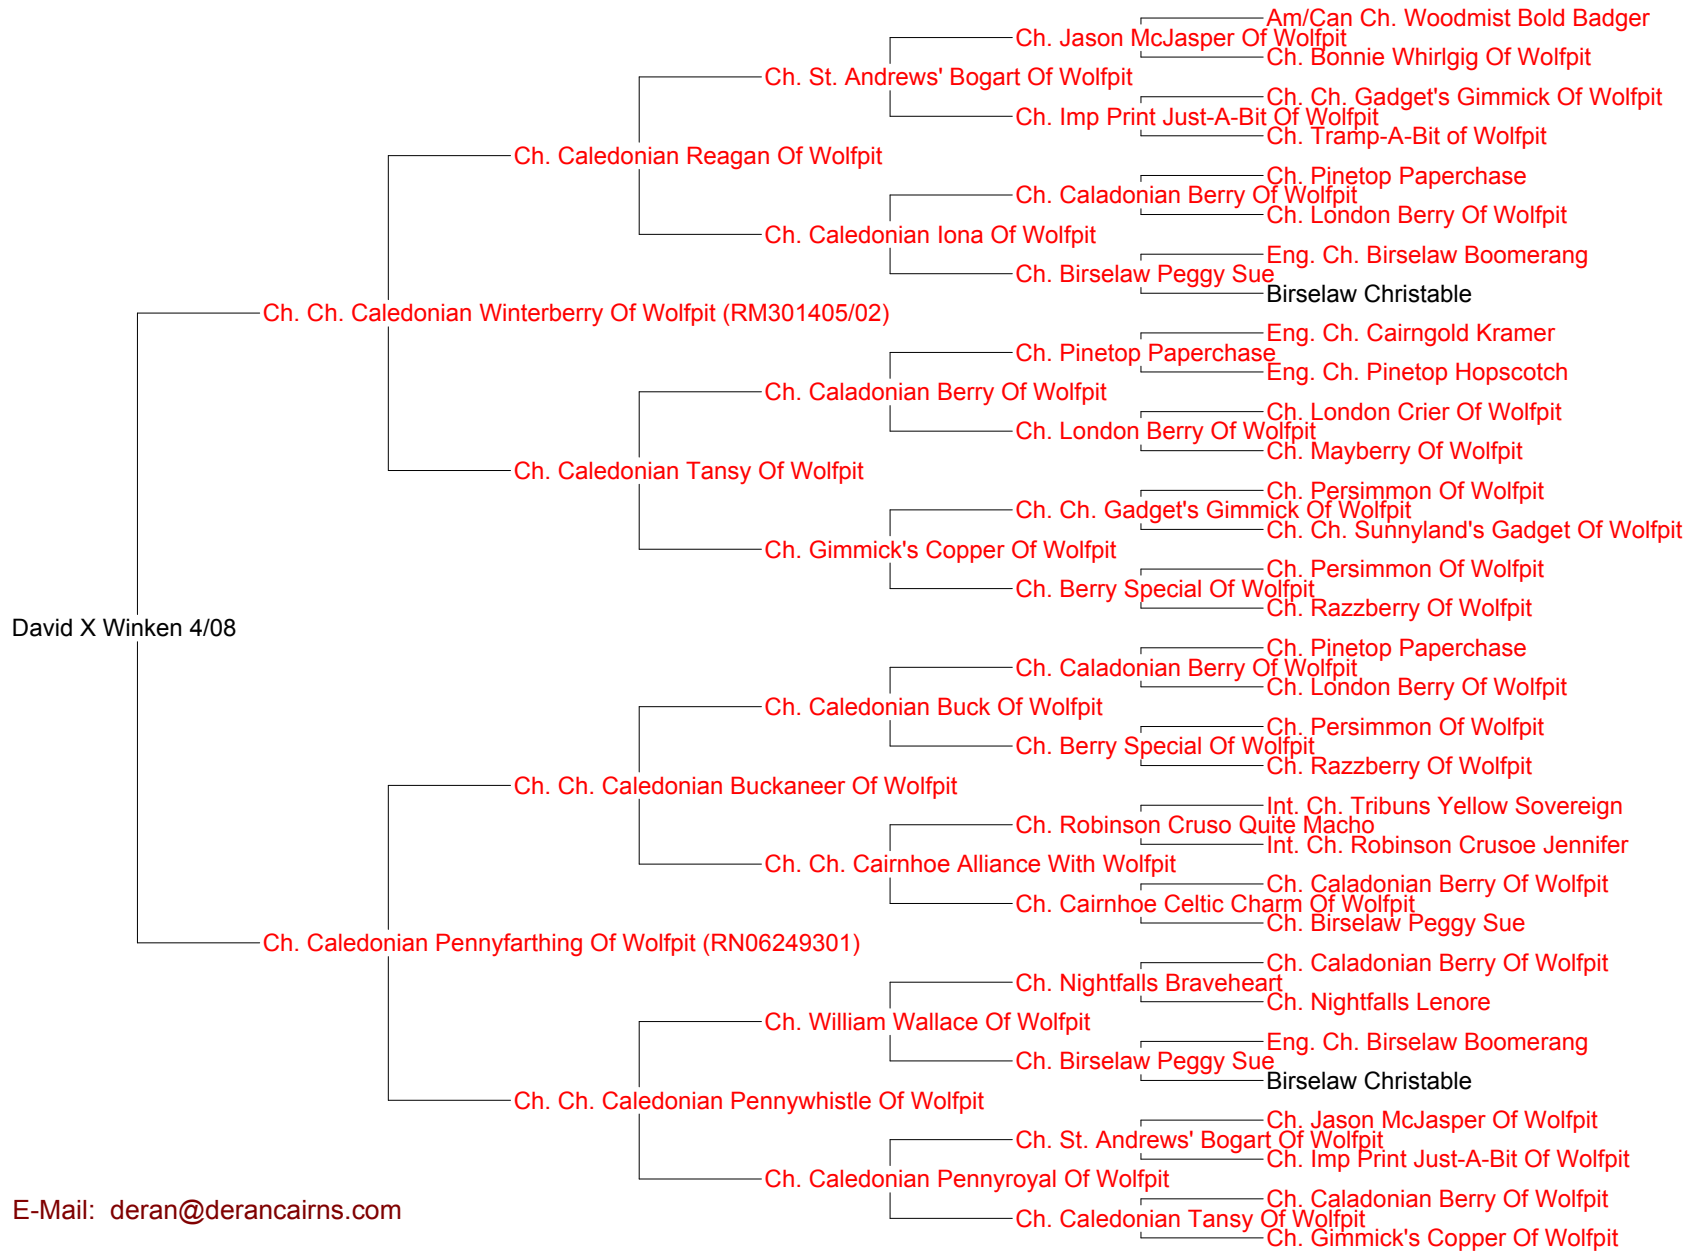 Am/Can Ch. Woodmist Bold Badger
Ch. Jason McJasper Of Wolfpit
Ch. Bonnie Whirlgig Of Wolfpit
Ch. St. Andrews' Bogart Of Wolfpit
Ch. Ch. Gadget's Gimmick Of Wolfpit
Ch. Imp Print Just-A-Bit Of Wolfpit
Ch. Tramp-A-Bit of Wolfpit
Ch. Caledonian Reagan Of Wolfpit
Ch. Pinetop Paperchase
Ch. Caladonian Berry Of Wolfpit
Ch. London Berry Of Wolfpit
Ch. Caledonian Iona Of Wolfpit
Eng. Ch. Birselaw Boomerang
Ch. Birselaw Peggy Sue
Birselaw Christable
Ch. Ch. Caledonian Winterberry Of Wolfpit (RM301405/02)
Eng. Ch. Cairngold Kramer
Ch. Pinetop Paperchase
Eng. Ch. Pinetop Hopscotch
Ch. Caladonian Berry Of Wolfpit
Ch. London Crier Of Wolfpit
Ch. London Berry Of Wolfpit
Ch. Mayberry Of Wolfpit
Ch. Caledonian Tansy Of Wolfpit
Ch. Persimmon Of Wolfpit
Ch. Ch. Gadget's Gimmick Of Wolfpit
Ch. Ch. Sunnyland's Gadget Of Wolfpit
Ch. Gimmick's Copper Of Wolfpit
Ch. Persimmon Of Wolfpit
Ch. Berry Special Of Wolfpit
Ch. Razzberry Of Wolfpit
David X Winken 4/08
Ch. Pinetop Paperchase
Ch. Caladonian Berry Of Wolfpit
Ch. London Berry Of Wolfpit
Ch. Caledonian Buck Of Wolfpit
Ch. Persimmon Of Wolfpit
Ch. Berry Special Of Wolfpit
Ch. Razzberry Of Wolfpit
Ch. Ch. Caledonian Buckaneer Of Wolfpit
Int. Ch. Tribuns Yellow Sovereign
Ch. Robinson Cruso Quite Macho
Int. Ch. Robinson Crusoe Jennifer
Ch. Ch. Cairnhoe Alliance With Wolfpit
Ch. Caladonian Berry Of Wolfpit
Ch. Cairnhoe Celtic Charm Of Wolfpit
Ch. Birselaw Peggy Sue
Ch. Caledonian Pennyfarthing Of Wolfpit (RN06249301)
Ch. Caladonian Berry Of Wolfpit
Ch. Nightfalls Braveheart
Ch. Nightfalls Lenore
Ch. William Wallace Of Wolfpit
Eng. Ch. Birselaw Boomerang
Ch. Birselaw Peggy Sue
Birselaw Christable
Ch. Ch. Caledonian Pennywhistle Of Wolfpit
Ch. Jason McJasper Of Wolfpit
Ch. St. Andrews' Bogart Of Wolfpit
Ch. Imp Print Just-A-Bit Of Wolfpit
Ch. Caledonian Pennyroyal Of Wolfpit
Ch. Caladonian Berry Of Wolfpit
Ch. Caledonian Tansy Of Wolfpit
Ch. Gimmick's Copper Of Wolfpit
E-Mail: deran@derancairns.com